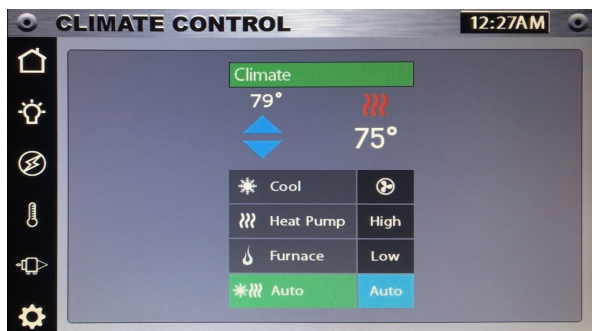 CLIMATE CONTROL 12:27AM
Climate
79°
75°
Cool
Heat Pump High
Furnace Low
Auto Auto